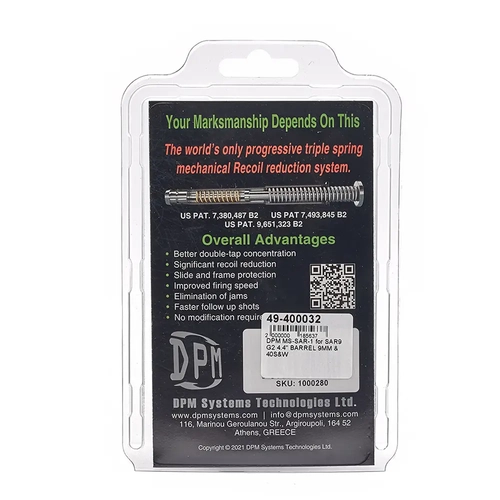 Your Marksmanship Depends On This
The world's only progressive triple spring
mechanical Recoil reduction system.
US PAT. 7,380,487 B2 US PAT. 7,493,845 B2
US PAT. 9,651,323 B2
Overall Advantages
• Better double-tap concentration
• Significant recoil reduction
• Slide and frame protection
• Improved firing speed
• Elimination of jams
• Faster follow up shots
• No modification require
49-400032
2 000000 185637
DPM MS-SAR-1 for SAR9
G2 4.4" BARREL 9MM &
40S&W
SKU: 1000280
DPM
DPM Systems Technologies Ltd.
www.dpmsystems.com | info@dpmsystems.com
116, Marinou Geroulanou Str., Argiroupoli, 164 52
Athens, GREECE
Copyright © 2021 DPM Systems Technologies Ltd.